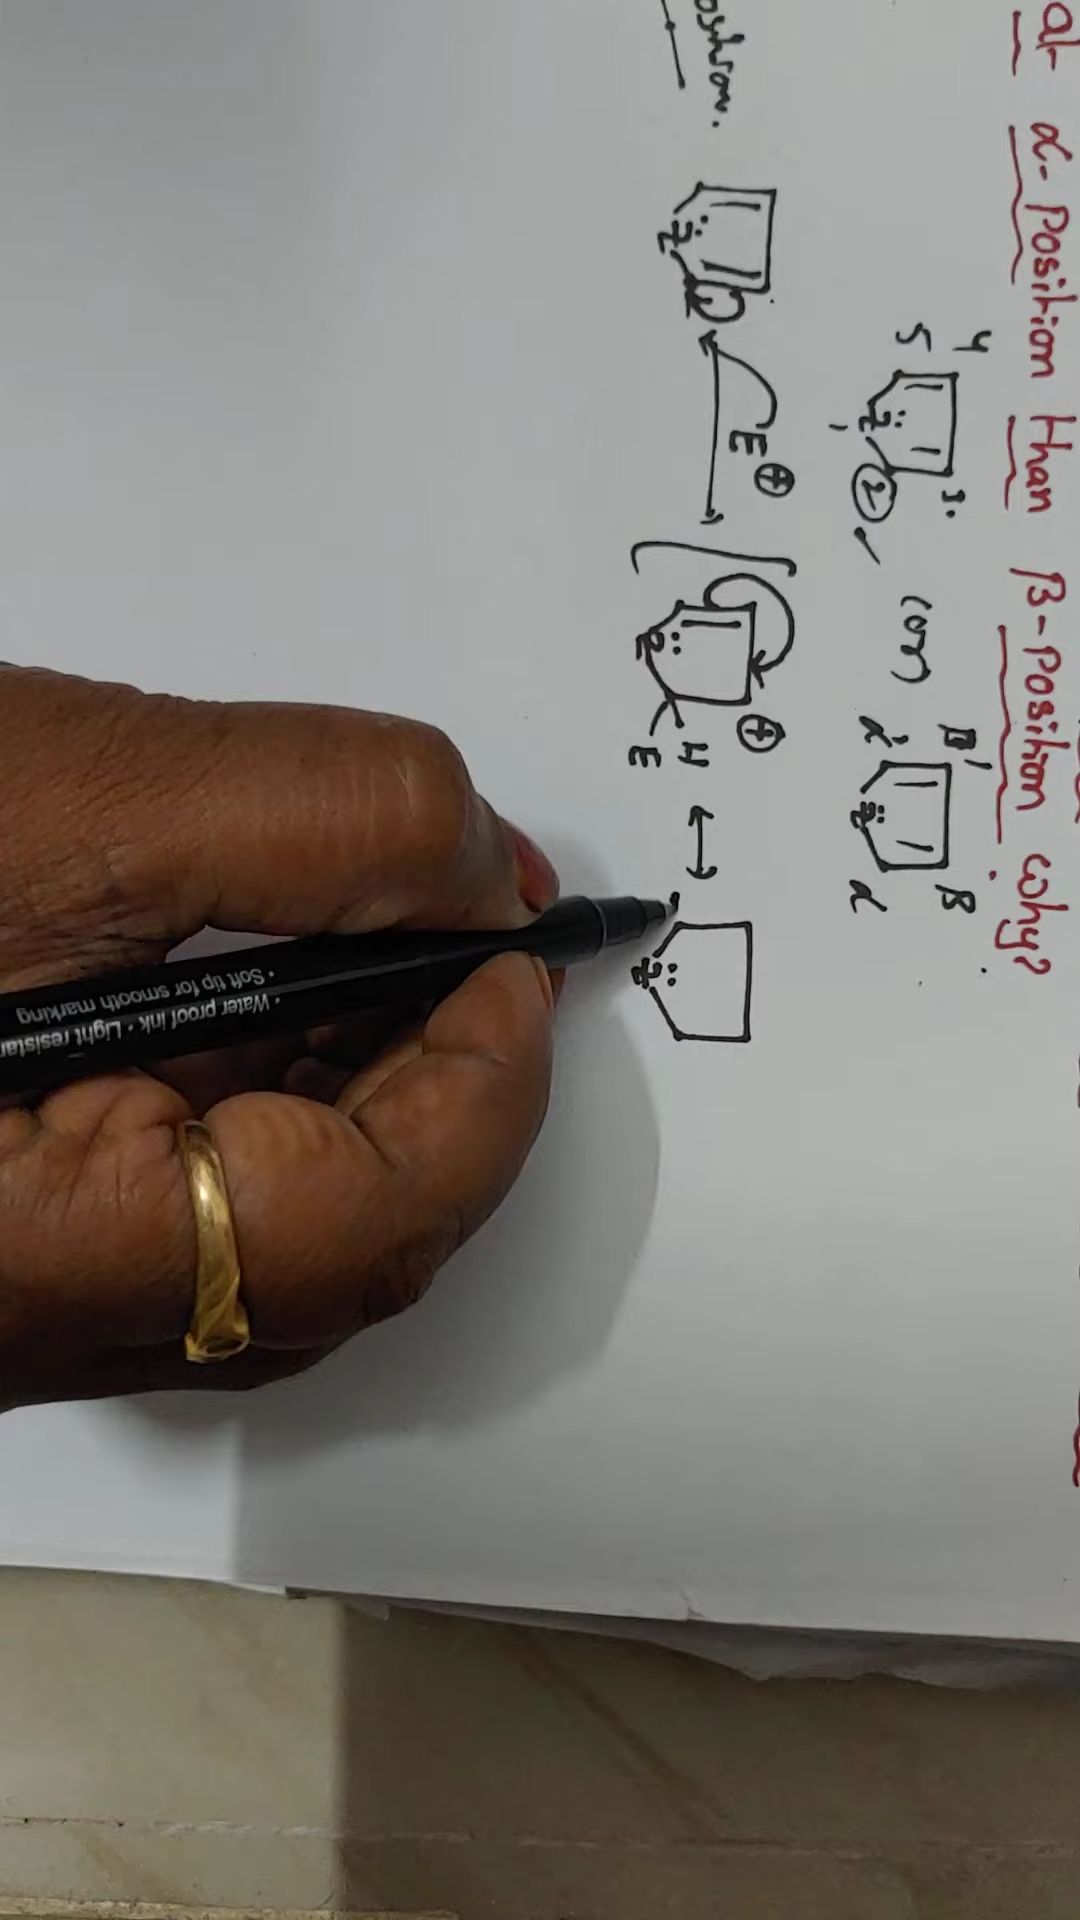 at α-Position than β-Position why?
4 β'
5 3. (or) α' β
N̈ N̈
1 2 α
osition.
N̈ E⊕ N̈ ⊕ H E ↔ N̈
• Water proof ink • Light resistan
• Soft tip for smooth marking